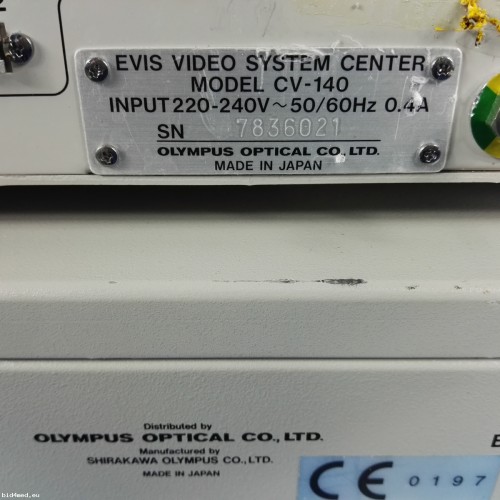 EVIS VIDEO SYSTEM CENTER
MODEL CV-140
INPUT 220-240V ~ 50/60Hz 0.4A
SN 7836021
OLYMPUS OPTICAL CO., LTD.
MADE IN JAPAN
Distributed by
OLYMPUS OPTICAL CO., LTD.
Manufactured by
SHIRAKAWA OLYMPUS CO., LTD.
MADE IN JAPAN
CE 0197
bid4med.eu